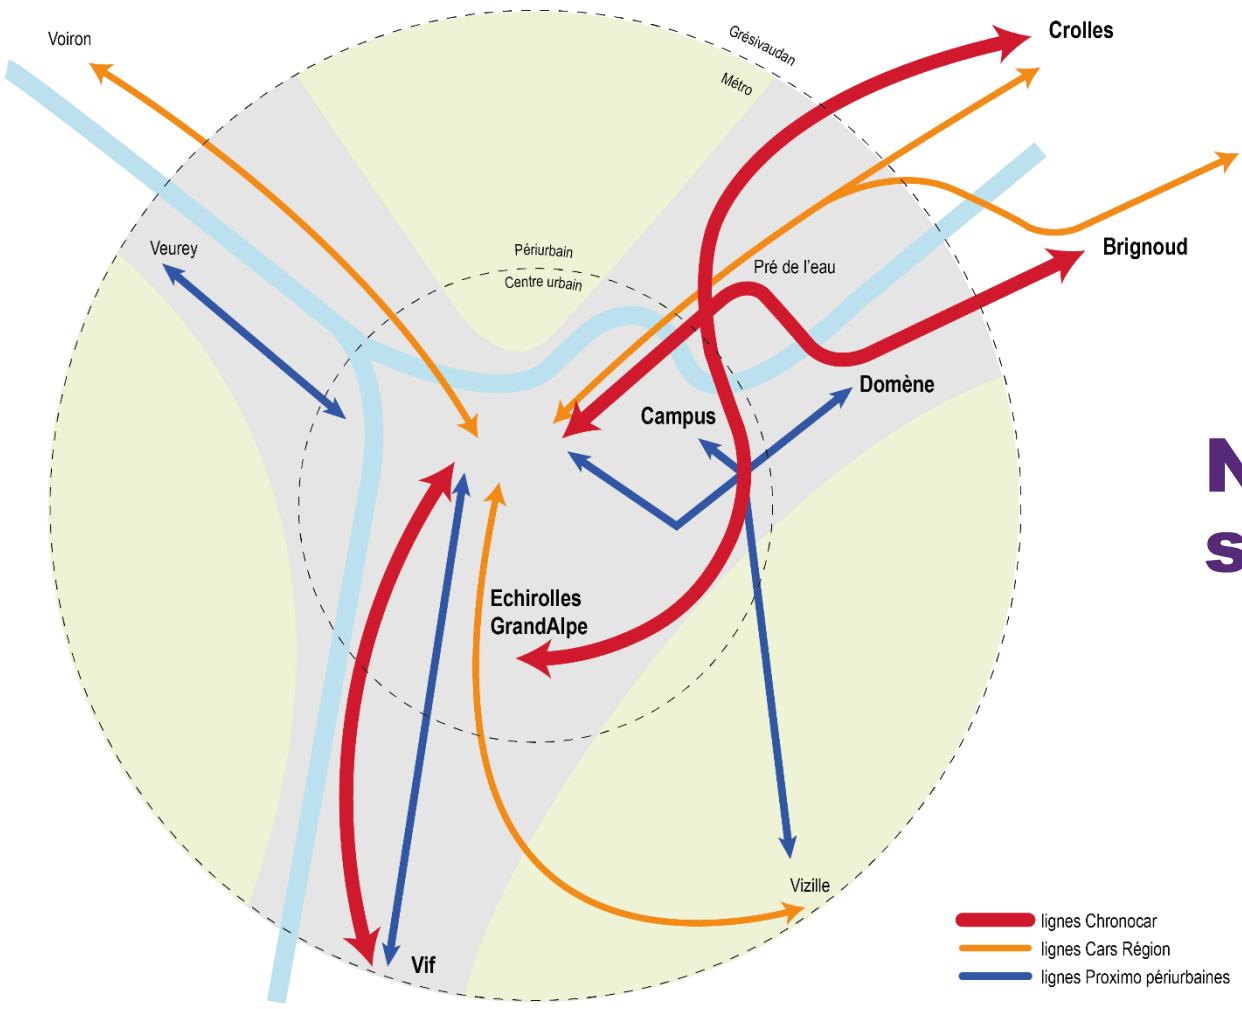 Voiron
Grésivaudan
Métro
Crolles
Veurey
Périurbain
Centre urbain
Pré de l'eau
Brignoud
Domène
Campus
N
s
Echirolles
GrandAlpe
Vizille
Vif
lignes Chronocar
lignes Cars Région
lignes Proximo périurbaines